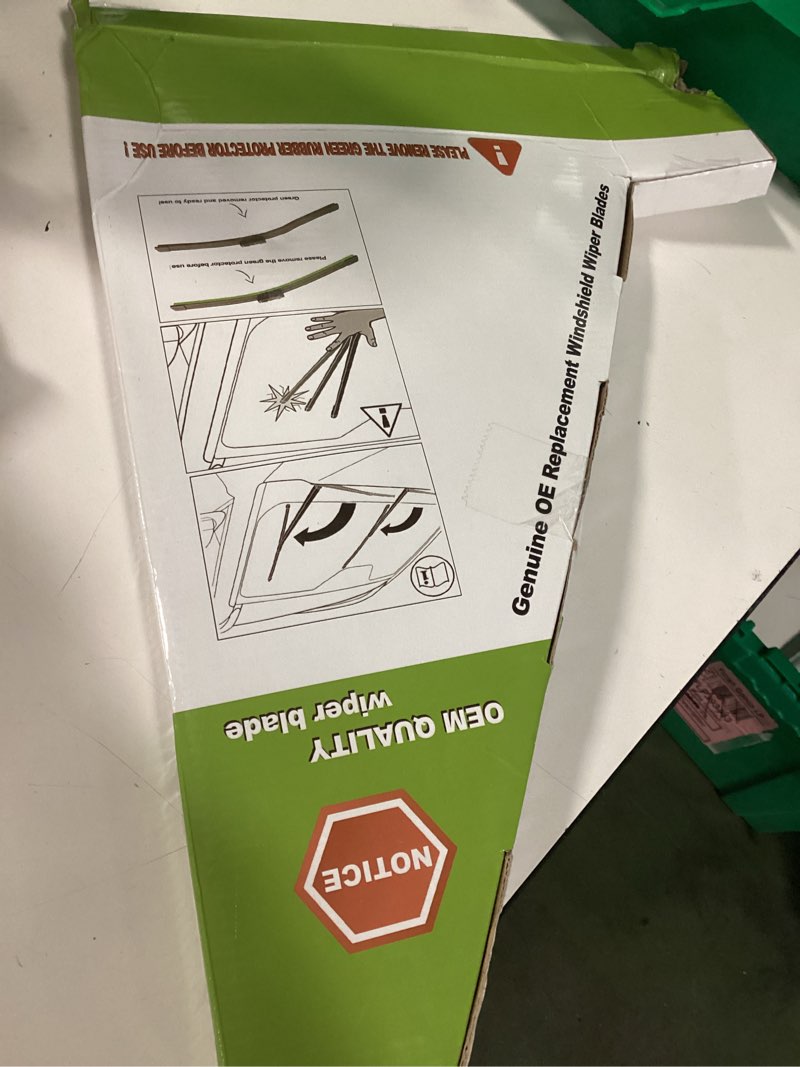 NOTICE
OEM QUALITY
wiper blade
Genuine OE Replacement Windshield Wiper Blades
Please remove the green protector before use!
Green protector removed and ready to use!
PLEASE REMOVE THE GREEN RUBBER PROTECTOR BEFORE USE !